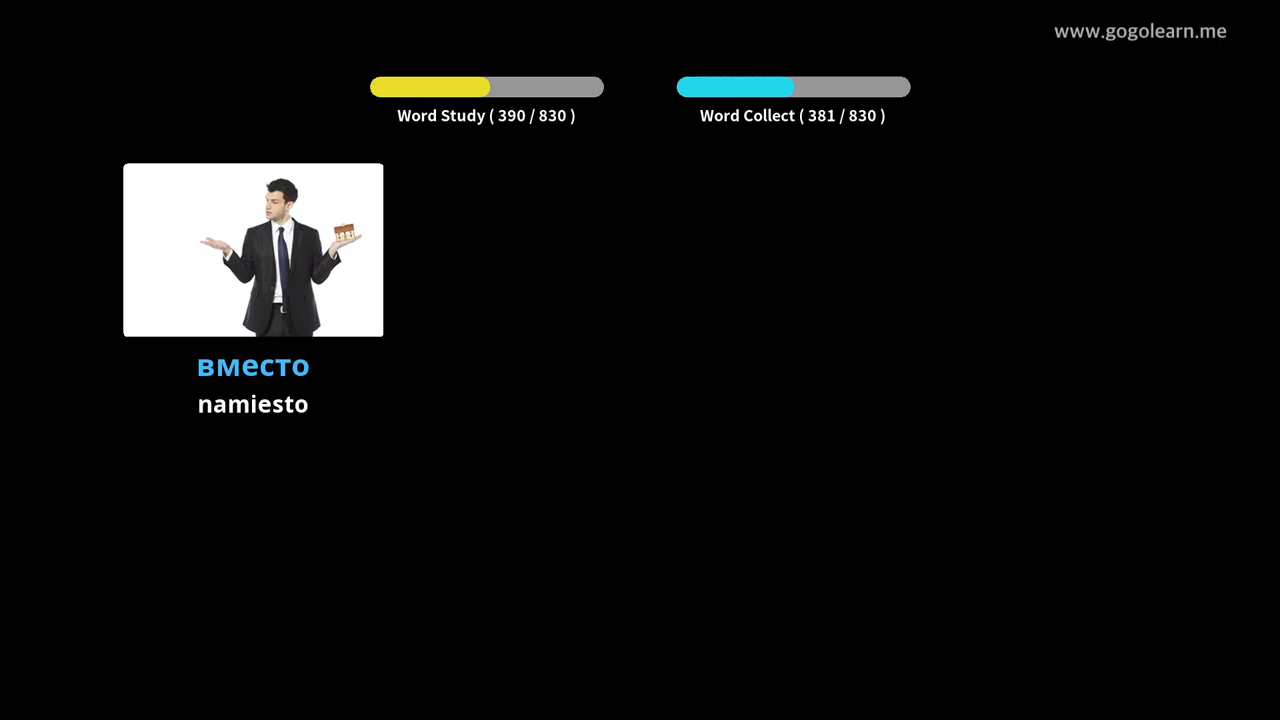 www.gogolearn.me
Word Study ( 390 / 830 )
Word Collect ( 381 / 830 )
вместо
namiesto